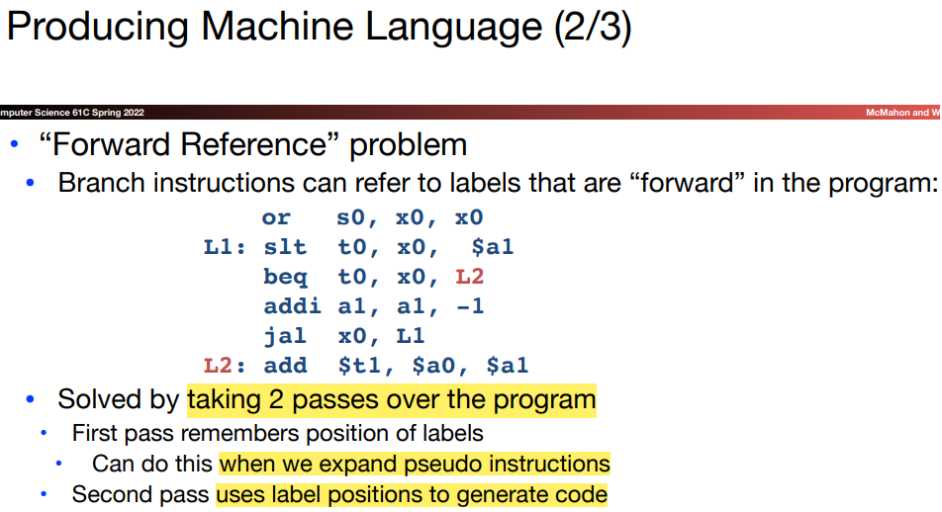 Producing Machine Language (2/3)
mputer Science 61C Spring 2022 McMahon and W
• “Forward Reference” problem
• Branch instructions can refer to labels that are “forward” in the program:
or s0, x0, x0
L1: slt t0, x0, $a1
beq t0, x0, L2
addi a1, a1, -1
jal x0, L1
L2: add $t1, $a0, $a1
• Solved by taking 2 passes over the program
• First pass remembers position of labels
• Can do this when we expand pseudo instructions
• Second pass uses label positions to generate code